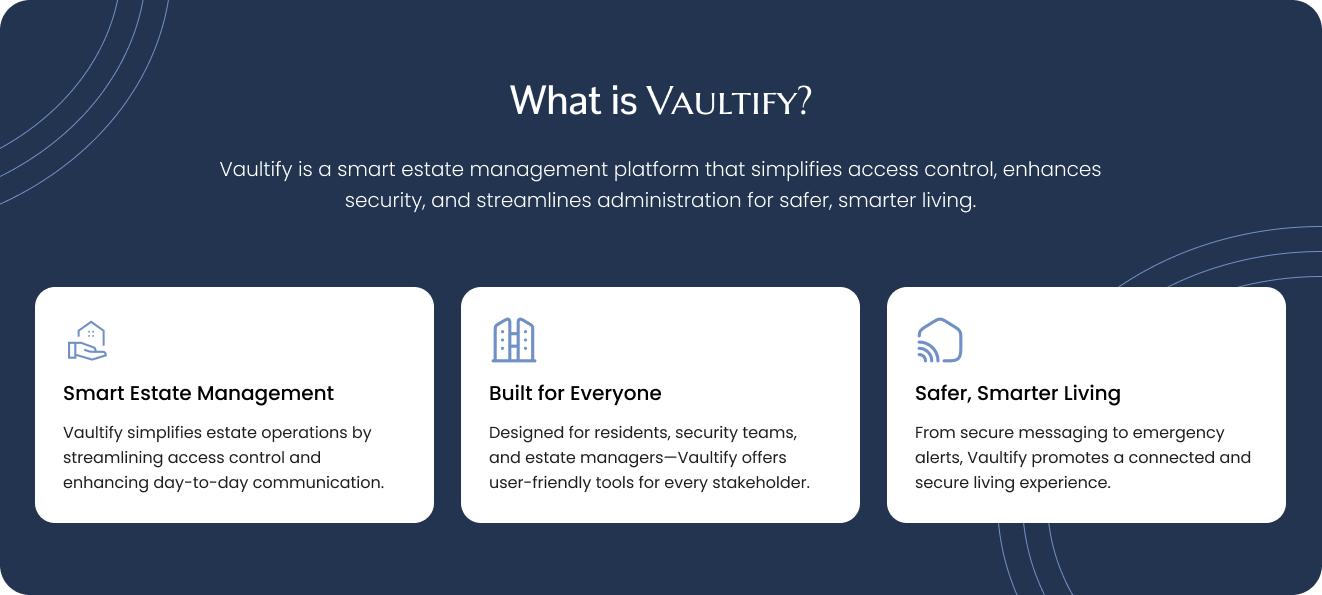 What is VAULTIFY?
Vaultify is a smart estate management platform that simplifies access control, enhances
security, and streamlines administration for safer, smarter living.
Smart Estate Management
Vaultify simplifies estate operations by
streamlining access control and
enhancing day-to-day communication.
Built for Everyone
Designed for residents, security teams,
and estate managers—Vaultify offers
user-friendly tools for every stakeholder.
Safer, Smarter Living
From secure messaging to emergency
alerts, Vaultify promotes a connected and
secure living experience.